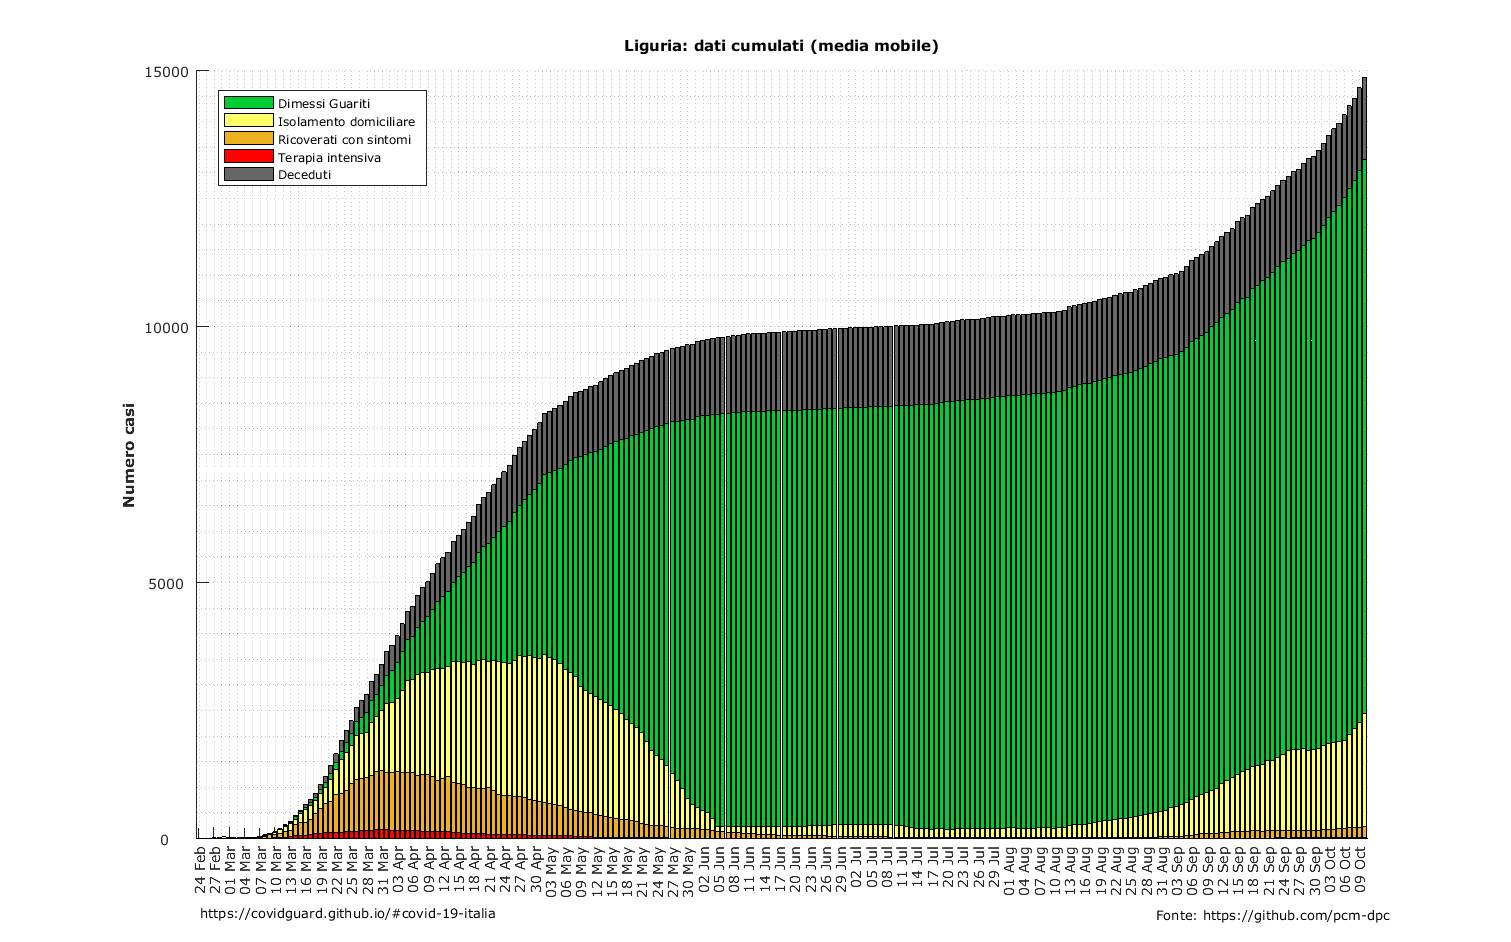 Liguria: dati cumulati (media mobile)
15000
10000
5000
0
Numero casi
Dimessi Guariti
Isolamento domiciliare
Ricoverati con sintomi
Terapia intensiva
Deceduti
24 Feb
27 Feb
01 Mar
04 Mar
07 Mar
10 Mar
13 Mar
16 Mar
19 Mar
22 Mar
25 Mar
28 Mar
31 Mar
03 Apr
06 Apr
09 Apr
12 Apr
15 Apr
18 Apr
21 Apr
24 Apr
27 Apr
30 Apr
03 May
06 May
09 May
12 May
15 May
18 May
21 May
24 May
27 May
30 May
02 Jun
05 Jun
08 Jun
11 Jun
14 Jun
17 Jun
20 Jun
23 Jun
26 Jun
29 Jun
02 Jul
05 Jul
08 Jul
11 Jul
14 Jul
17 Jul
20 Jul
23 Jul
26 Jul
29 Jul
01 Aug
04 Aug
07 Aug
10 Aug
13 Aug
16 Aug
19 Aug
22 Aug
25 Aug
28 Aug
31 Aug
03 Sep
06 Sep
09 Sep
12 Sep
15 Sep
18 Sep
21 Sep
24 Sep
27 Sep
30 Sep
03 Oct
06 Oct
09 Oct
https://covidguard.github.io/#covid-19-italia
Fonte: https://github.com/pcm-dpc